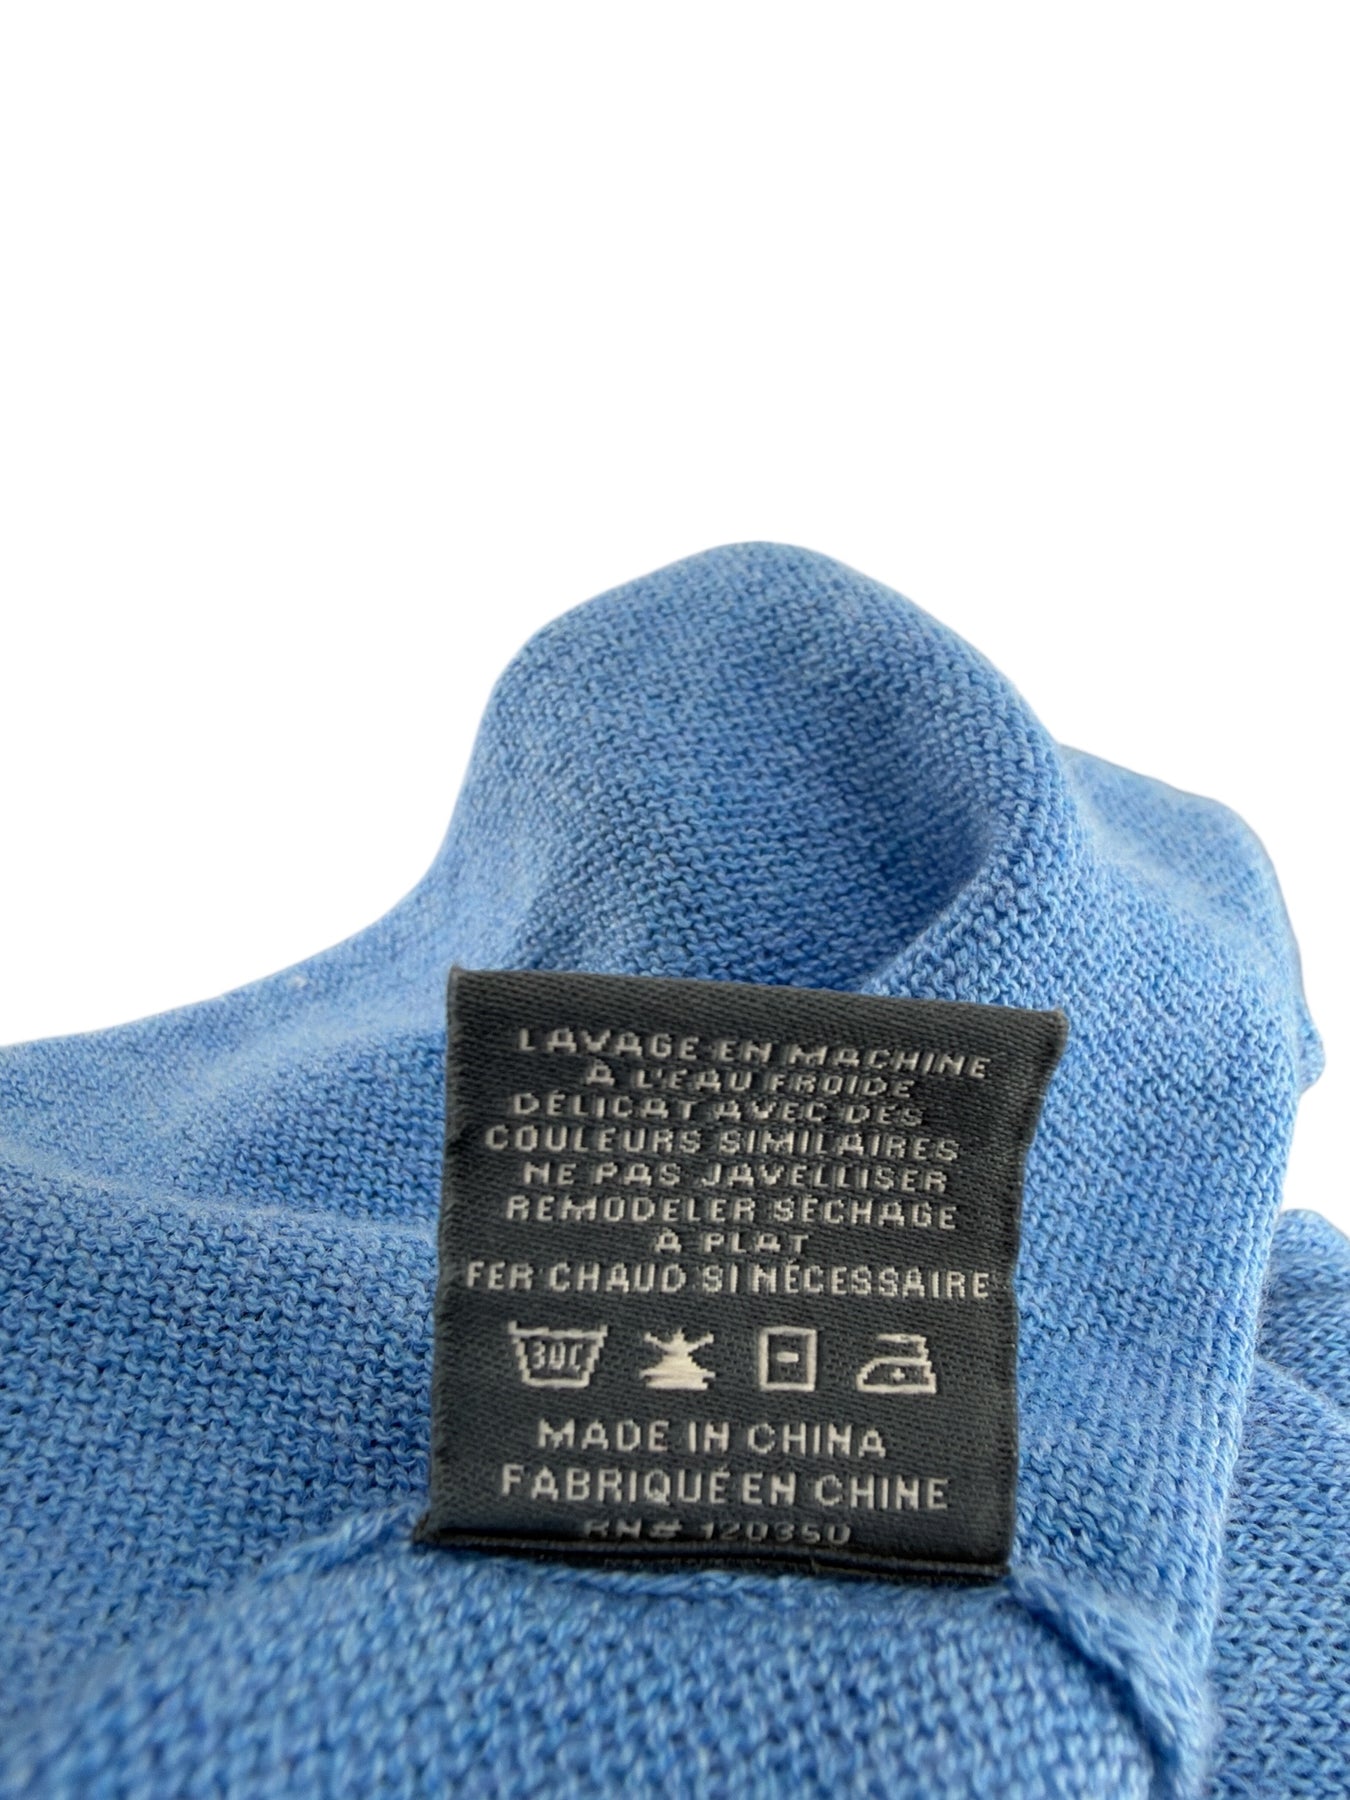 LAVAGE EN MACHINE
À L'EAU FROIDE
DÉLICAT AVEC DES
COULEURS SIMILAIRES
NE PAS JAVELLISER
REMODELER SÉCHAGE
À PLAT
FER CHAUD SI NÉCESSAIRE
30C
MADE IN CHINA
FABRIQUÉ EN CHINE
RN# 120350